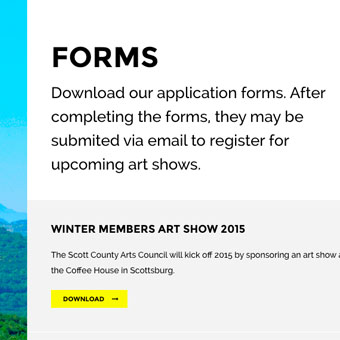 FORMS
Download our application forms. After
completing the forms, they may be
submited via email to register for
upcoming art shows.
WINTER MEMBERS ART SHOW 2015
The Scott County Arts Council will kick off 2015 by sponsoring an art show
the Coffee House in Scottsburg.
DOWNLOAD →